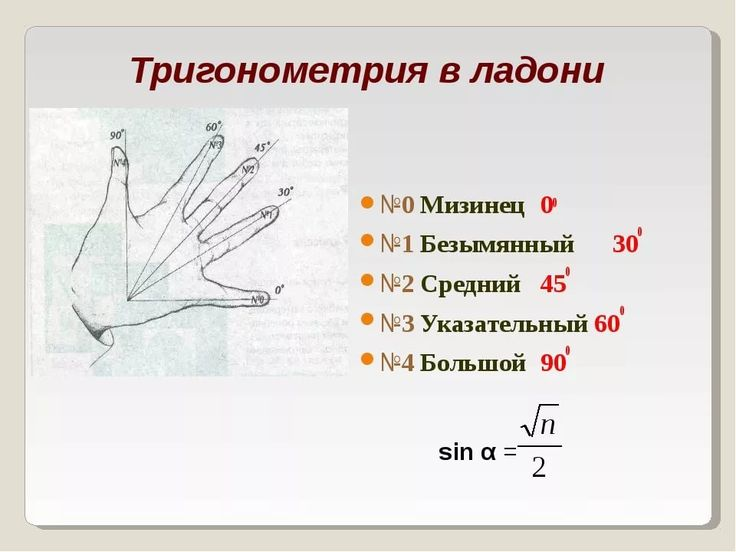 Тригонометрия в ладони
90°
60°
45°
30°
0°
№4
№3
№2
№1
№0
№0 Мизинец 0⁰
№1 Безымянный 30⁰
№2 Средний 45⁰
№3 Указательный 60⁰
№4 Большой 90⁰
sin α = √n
2